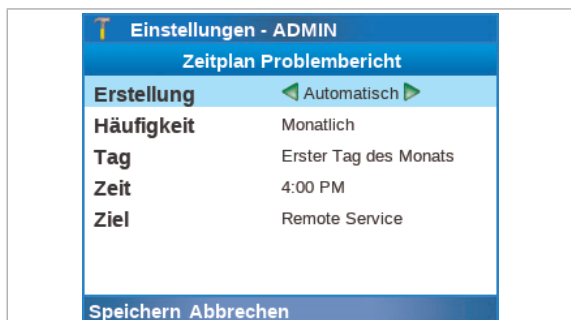 Einstellungen - ADMIN
Zeitplan Problembericht
Erstellung Automatisch
Häufigkeit Monatlich
Tag Erster Tag des Monats
Zeit 4:00 PM
Ziel Remote Service
Speichern Abbrechen